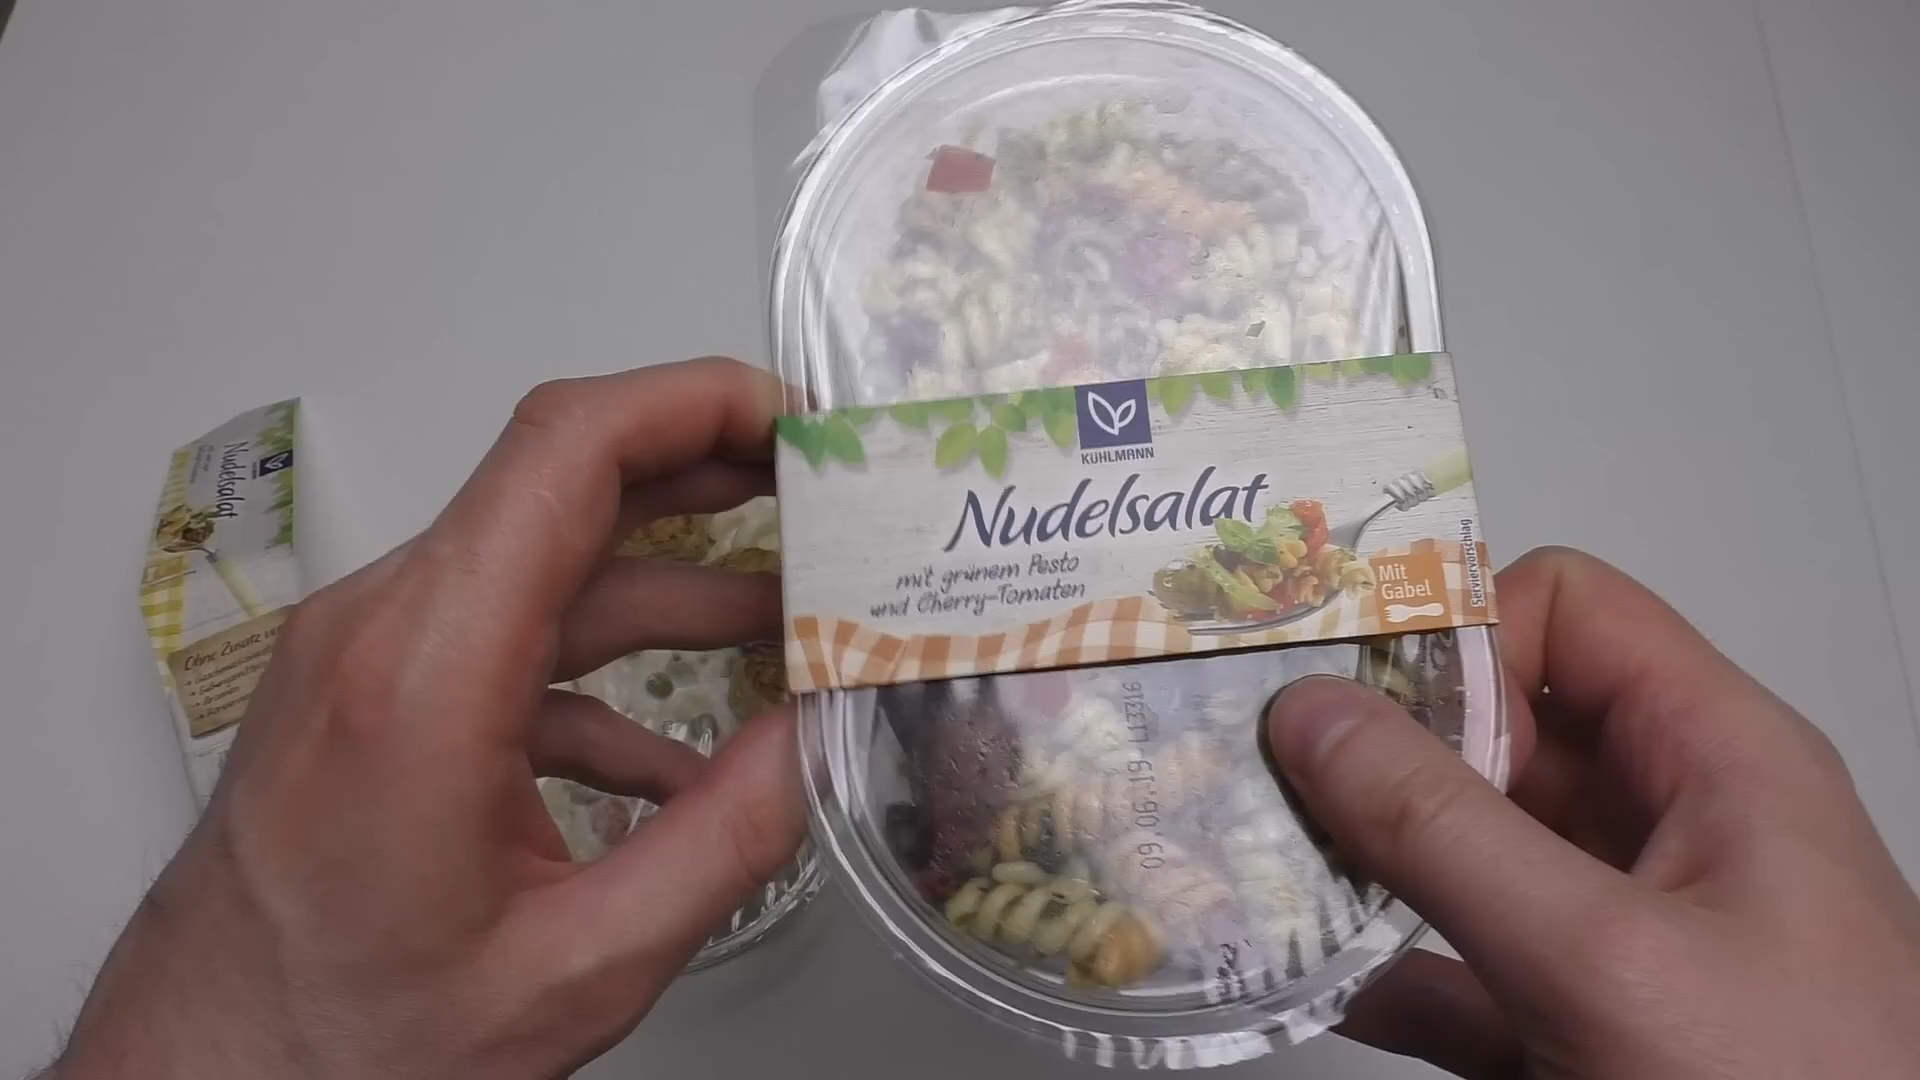 KÜHLMANN
Nudelsalat
mit grünem Pesto
und Cherry-Tomaten
Mit
Gabel
Serviervorschlag
09.06.19 L13316
Nudelsalat
Ohne Zusatz